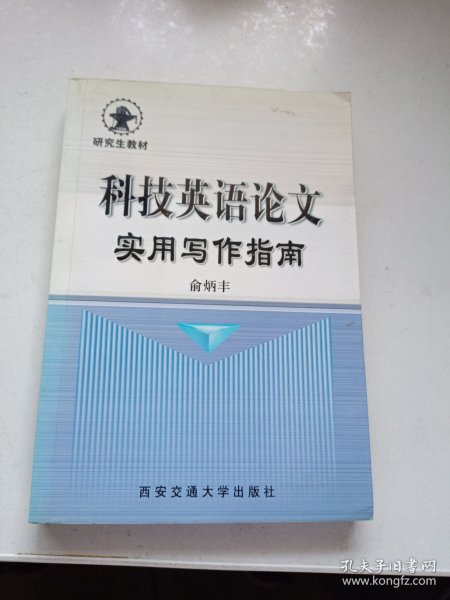 研究生教材
科技英语论文
实用写作指南
俞炳丰
西安交通大学出版社
孔夫子旧书网
www.kongfz.com